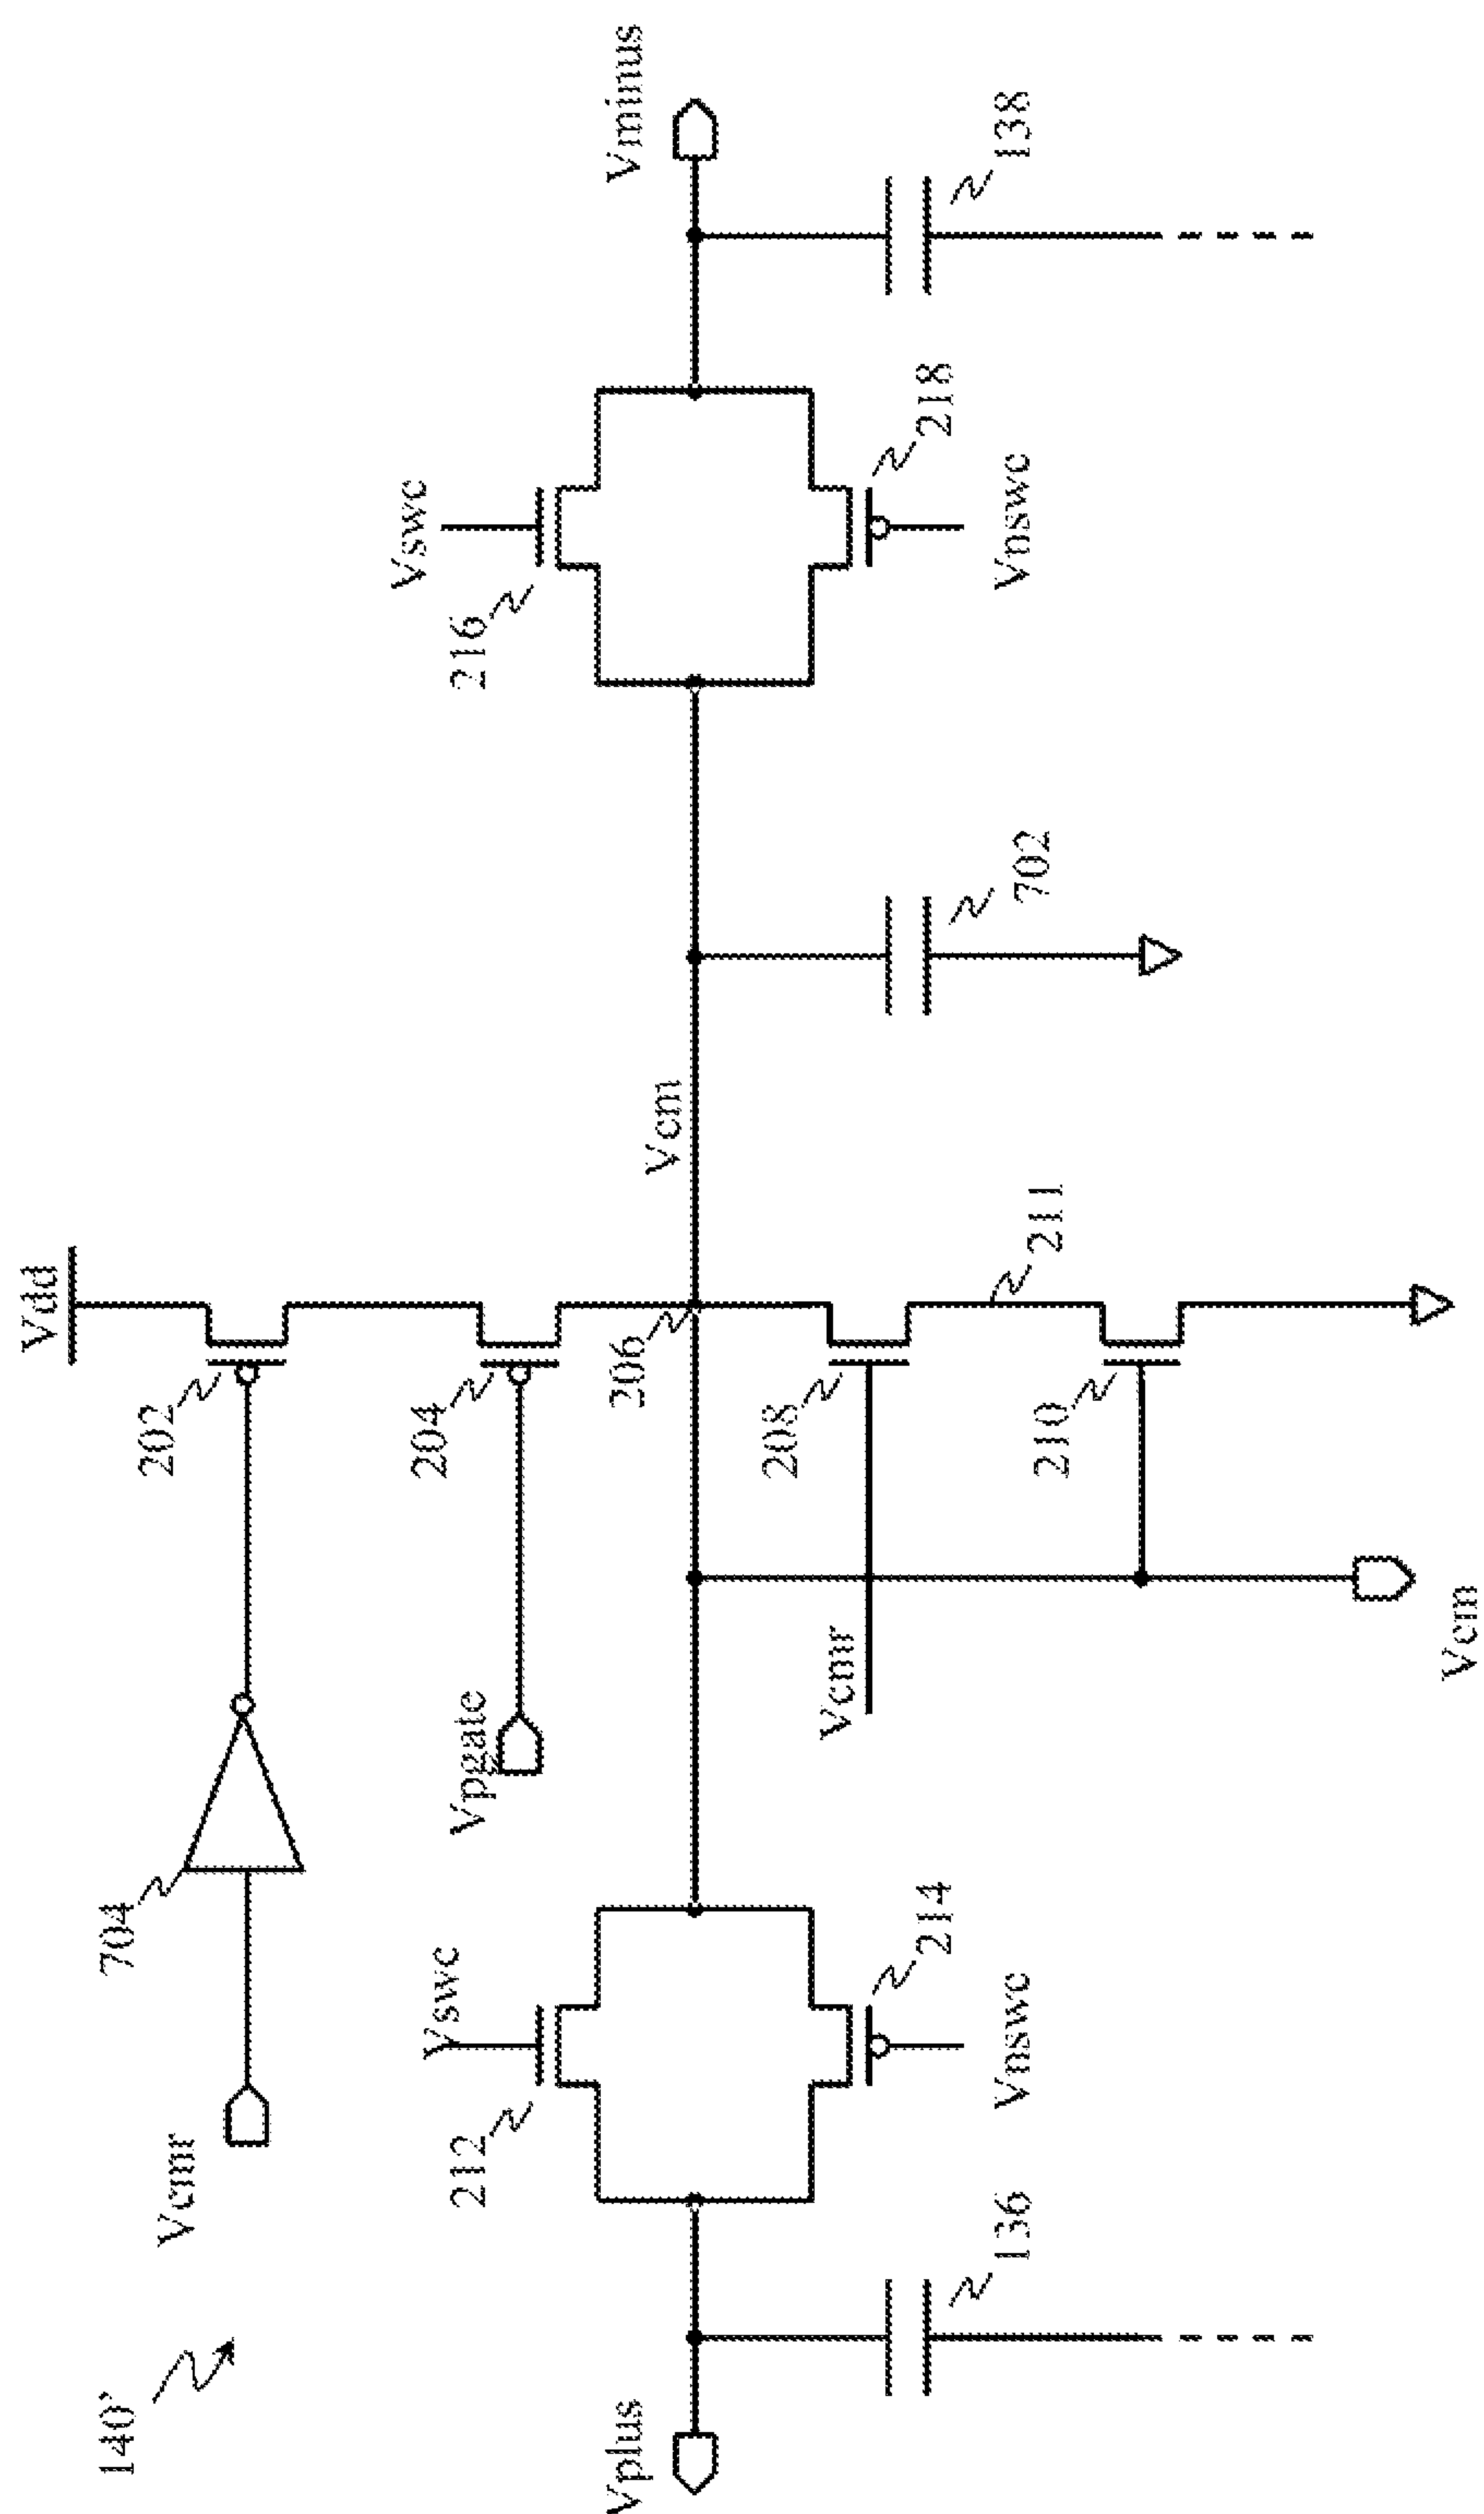 140'
Vcmr
704
Vdd
202
Vpgate
204
Vcm
206
Vswc
212
Vswc
216
Vplus
Vminus
Vcmr
208
214
218
Vnswc
Vnswc
210
211
702
136
138
Vcm